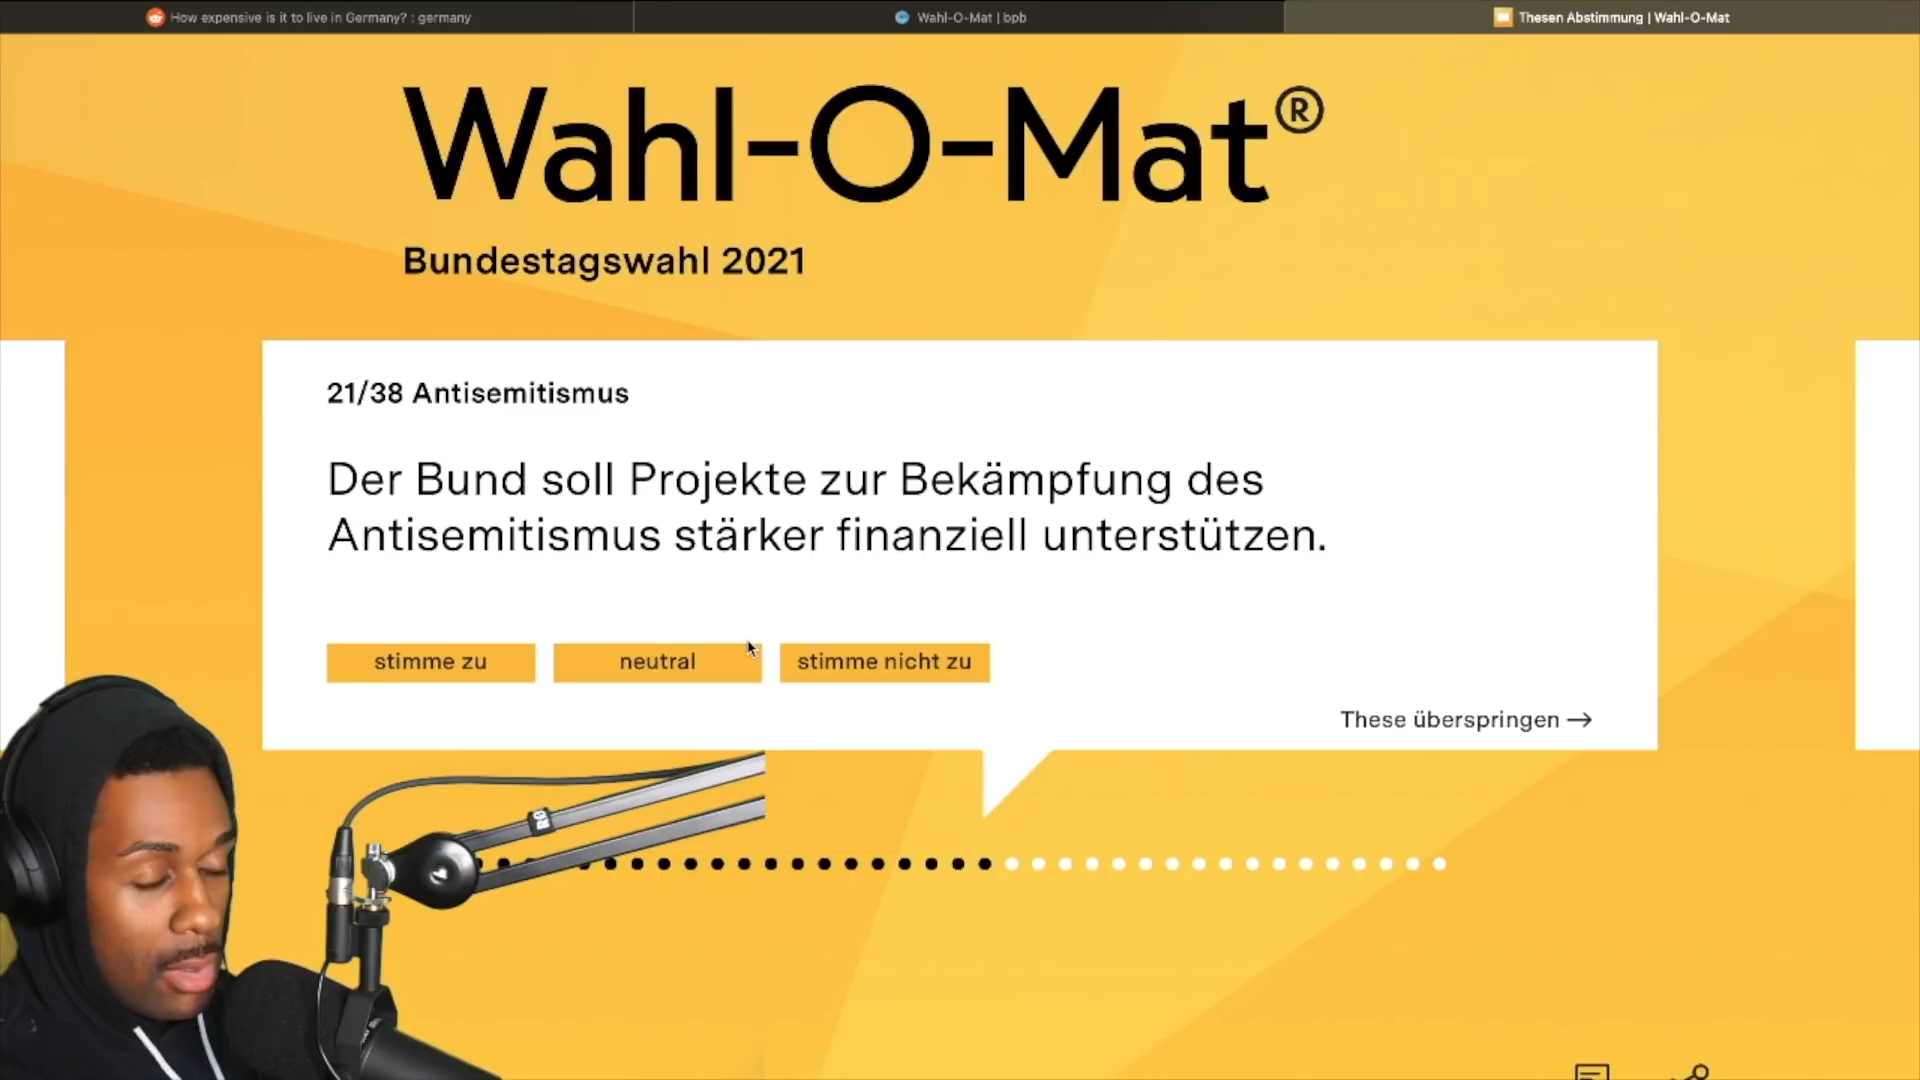 How expensive is it to live in Germany? : germany
Wahl-O-Mat | bpb
Thesen Abstimmung | Wahl-O-Mat
Wahl-O-Mat®
Bundestagswahl 2021
21/38 Antisemitismus
Der Bund soll Projekte zur Bekämpfung des
Antisemitismus stärker finanziell unterstützen.
stimme zu
neutral
stimme nicht zu
These überspringen →